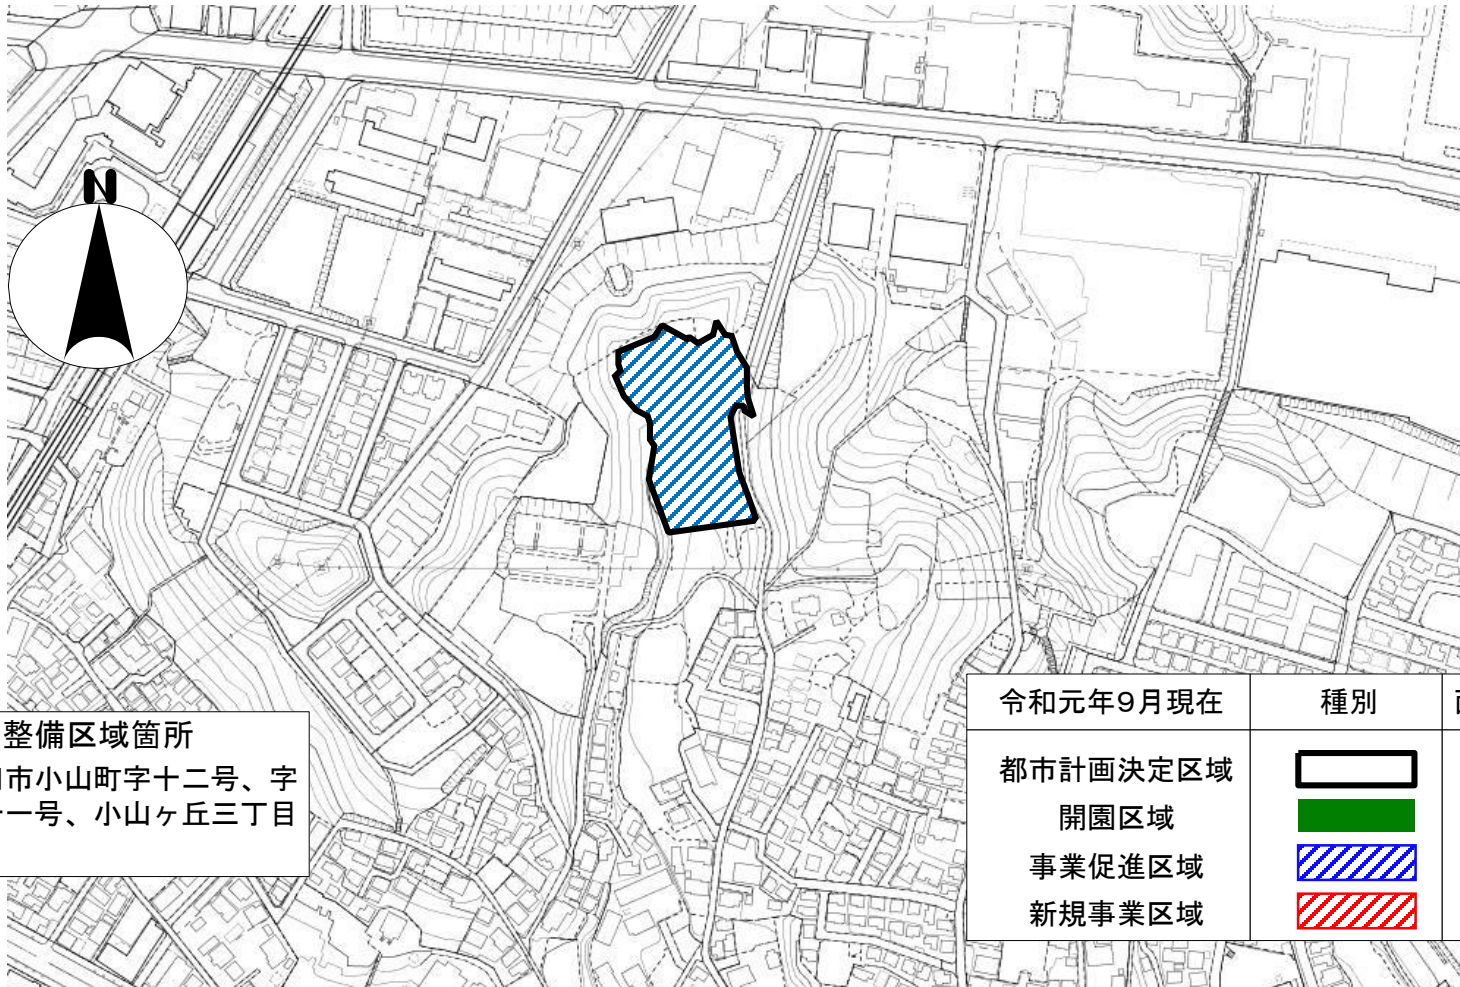 N
整備区域箇所
市小山町字十二号、字
一号、小山ヶ丘三丁目
令和元年9月現在 種別
都市計画決定区域
開園区域
事業促進区域
新規事業区域